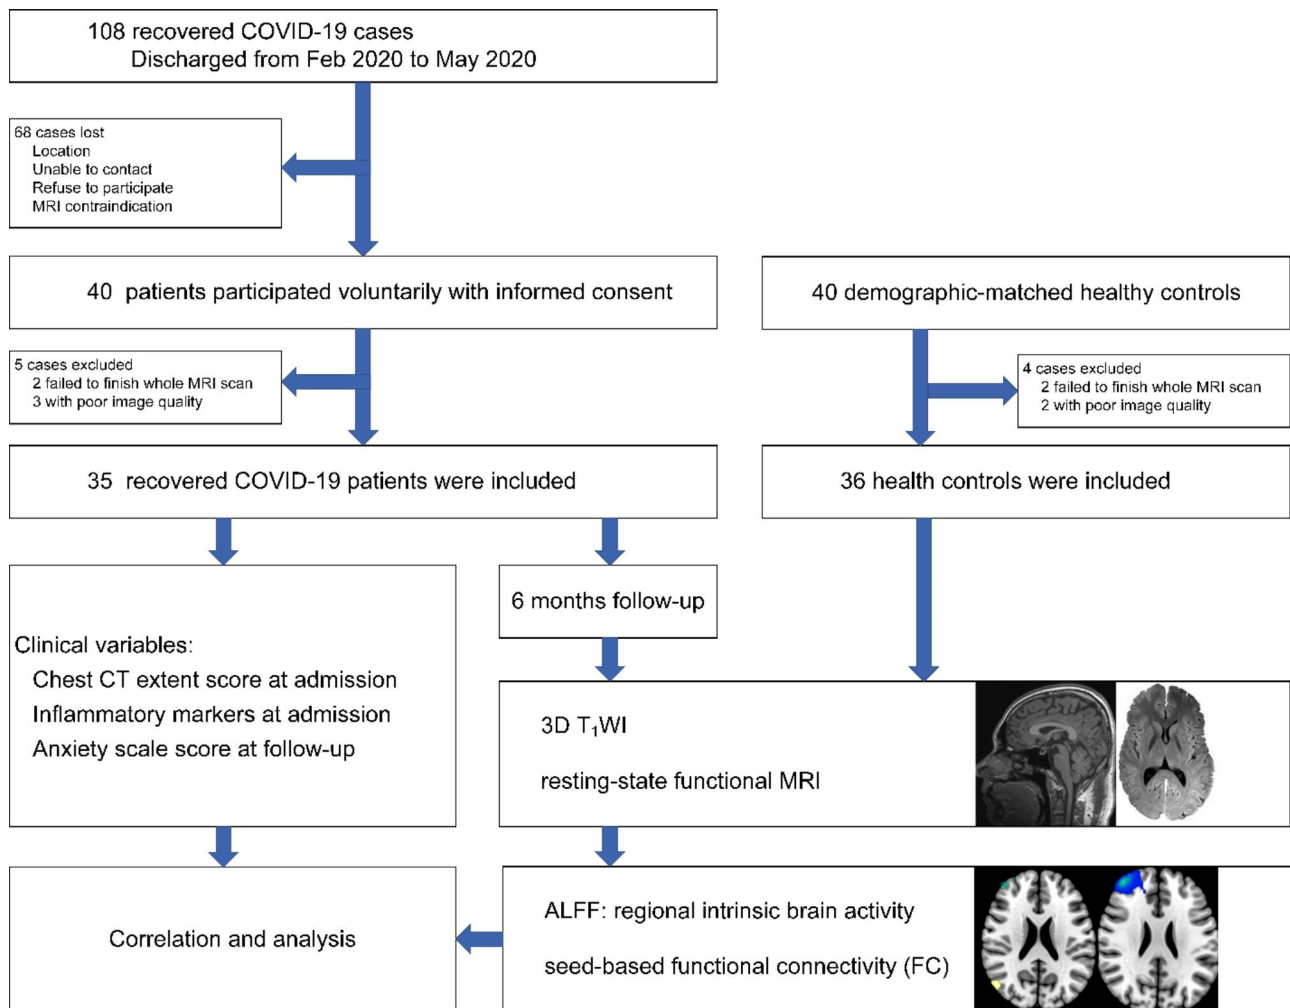 108 recovered COVID-19 cases
Discharged from Feb 2020 to May 2020
68 cases lost
Location
Unable to contact
Refuse to participate
MRI contraindication
40 patients participated voluntarily with informed consent
40 demographic-matched healthy controls
5 cases excluded
2 failed to finish whole MRI scan
3 with poor image quality
4 cases excluded
2 failed to finish whole MRI scan
2 with poor image quality
35 recovered COVID-19 patients were included
36 health controls were included
Clinical variables:
Chest CT extent score at admission
Inflammatory markers at admission
Anxiety scale score at follow-up
6 months follow-up
3D T₁WI
resting-state functional MRI
Correlation and analysis
ALFF: regional intrinsic brain activity
seed-based functional connectivity (FC)